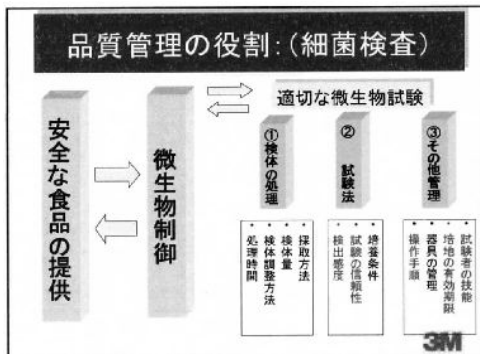 品質管理の役割:(細菌検査)
適切な微生物試験
安全な食品の提供
微生物制御
①検体の処理
②試験法
③その他管理
・採取方法
・検体量
・検体調整方法
・処理時間
・培養条件
・試験の信頼性
・検出感度
・試験者の技能
・培地の有効期限
・器具の管理
・操作手順
3M